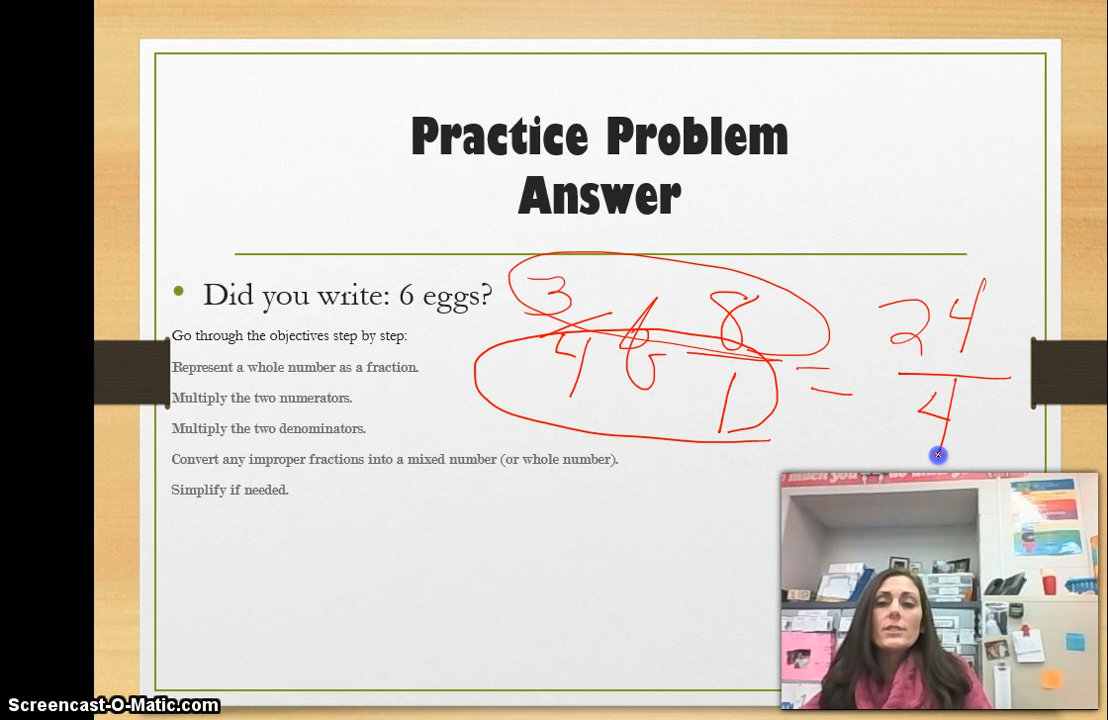 Practice Problem
Answer
• Did you write: 6 eggs?
Go through the objectives step by step:
Represent a whole number as a fraction.
Multiply the two numerators.
Multiply the two denominators.
Convert any improper fractions into a mixed number (or whole number).
Simplify if needed.
3 of 8 = 24
4 1 4
Screencast-O-Matic.com